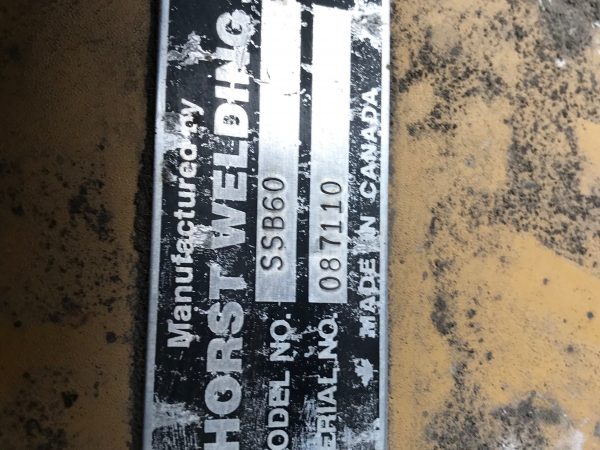 Manufactured by
HORST WELDING
MODEL NO. SSB60
SERIAL NO. 087110
MADE IN CANADA